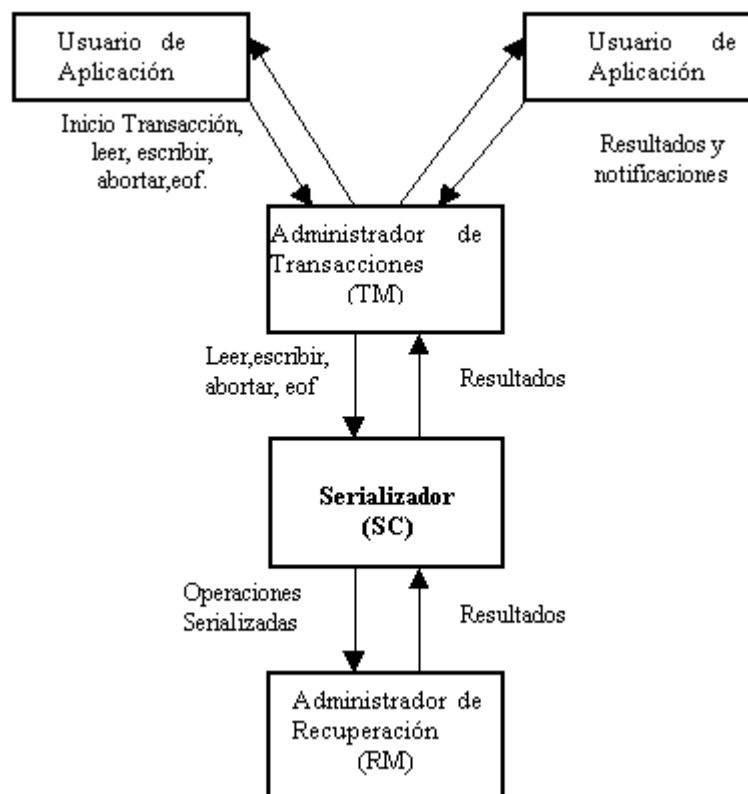 Usuario de
Aplicación
Usuario de
Aplicación
Inicio Transacción,
leer, escribir,
abortar,eof.
Resultados y
notificaciones
Administrador de
Transacciones
(TM)
Leer,escribir,
abortar, eof
Resultados
Serializador
(SC)
Operaciones
Serializadas
Resultados
Administrador de
Recuperación
(RM)